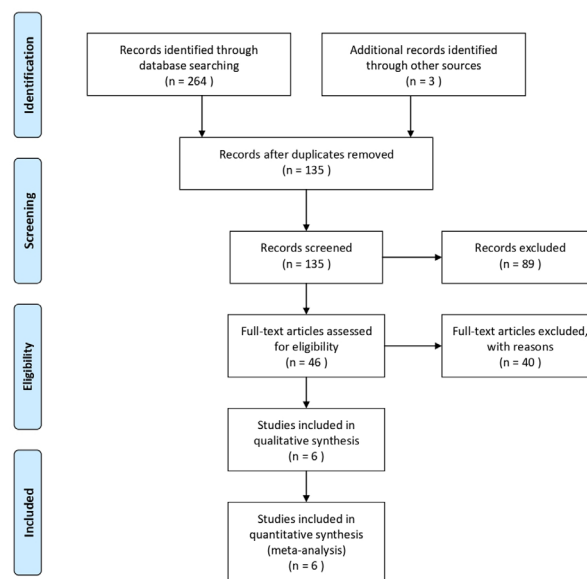 Identification
Records identified through
database searching
(n = 264 )
Additional records identified
through other sources
(n = 3 )
Records after duplicates removed
(n = 135 )
Screening
Records screened
(n = 135 )
Records excluded
(n = 89 )
Eligibility
Full-text articles assessed
for eligibility
(n = 46 )
Full-text articles excluded,
with reasons
(n = 40 )
Studies included in
qualitative synthesis
(n = 6 )
Included
Studies included in
quantitative synthesis
(meta-analysis)
(n = 6 )